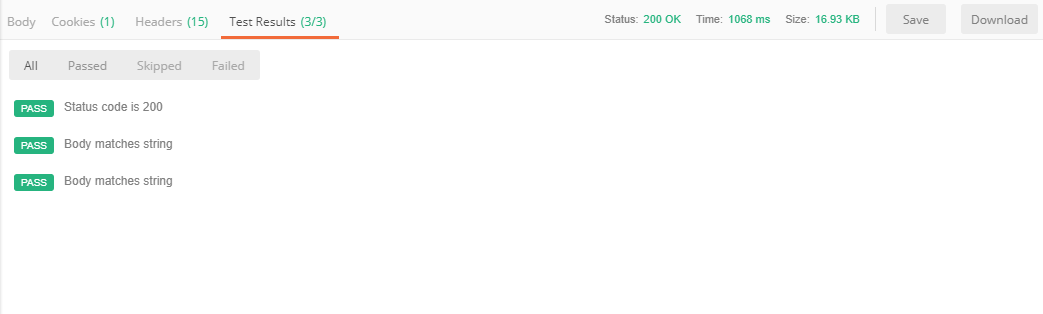 Body Cookies (1) Headers (15) Test Results (3/3) Status: 200 OK Time: 1068 ms Size: 16.93 KB Save Download
All Passed Skipped Failed
PASS Status code is 200
PASS Body matches string
PASS Body matches string